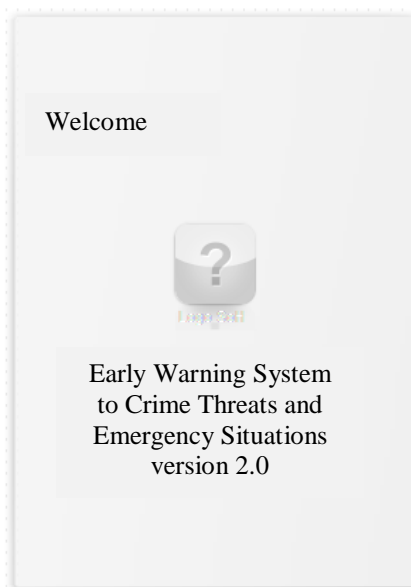 Welcome
?
Early Warning System
to Crime Threats and
Emergency Situations
version 2.0